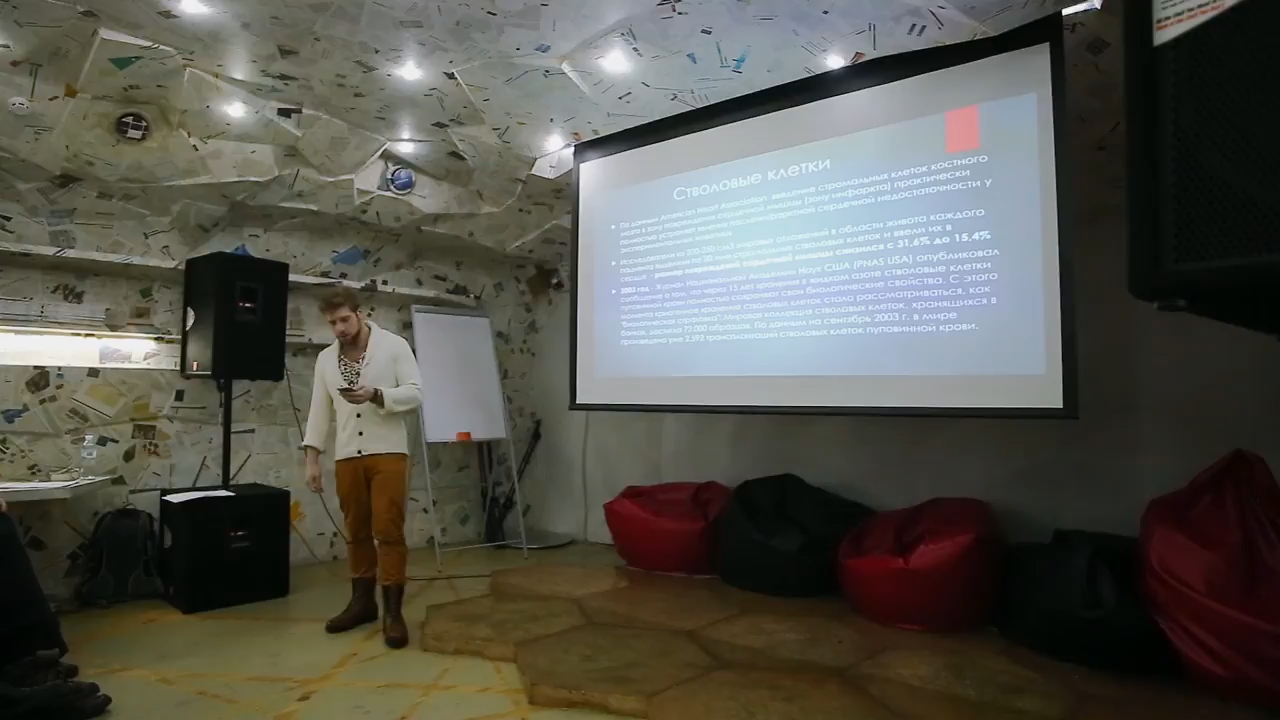 Стволовые клетки
По данным American Heart Association введение стромальных клеток костного
мозга в зону повреждения сердечной мышцы (зону инфаркта) практически
полностью устраняет явления постинфарктной сердечной недостаточности у
экспериментальных животных.
Исследователи из (200-250) см3 жировых отложений в области живота каждого
пациента выделили по 20 млн стромальных стволовых клеток и ввели их в
размер повреждений сердечной мышцы снизился с 31,6% до 15,4%
2003 год - Журнал Национальной Академии Наук США (PNAS USA) опубликовал
сообщение о том, что через 15 лет хранения в жидком азоте стволовые клетки
пуповинной крови полностью сохраняют свои биологические свойства. С этого
момента криогенное хранение стволовых клеток стало рассматриваться, как
"биологическая страховка". Мировая коллекция стволовых клеток, хранящихся в
банках, достигла 72.000 образцов. По данным на сентябрь 2003 г. в мире
произведено уже 2.592 трансплантации стволовых клеток пуповинной крови.